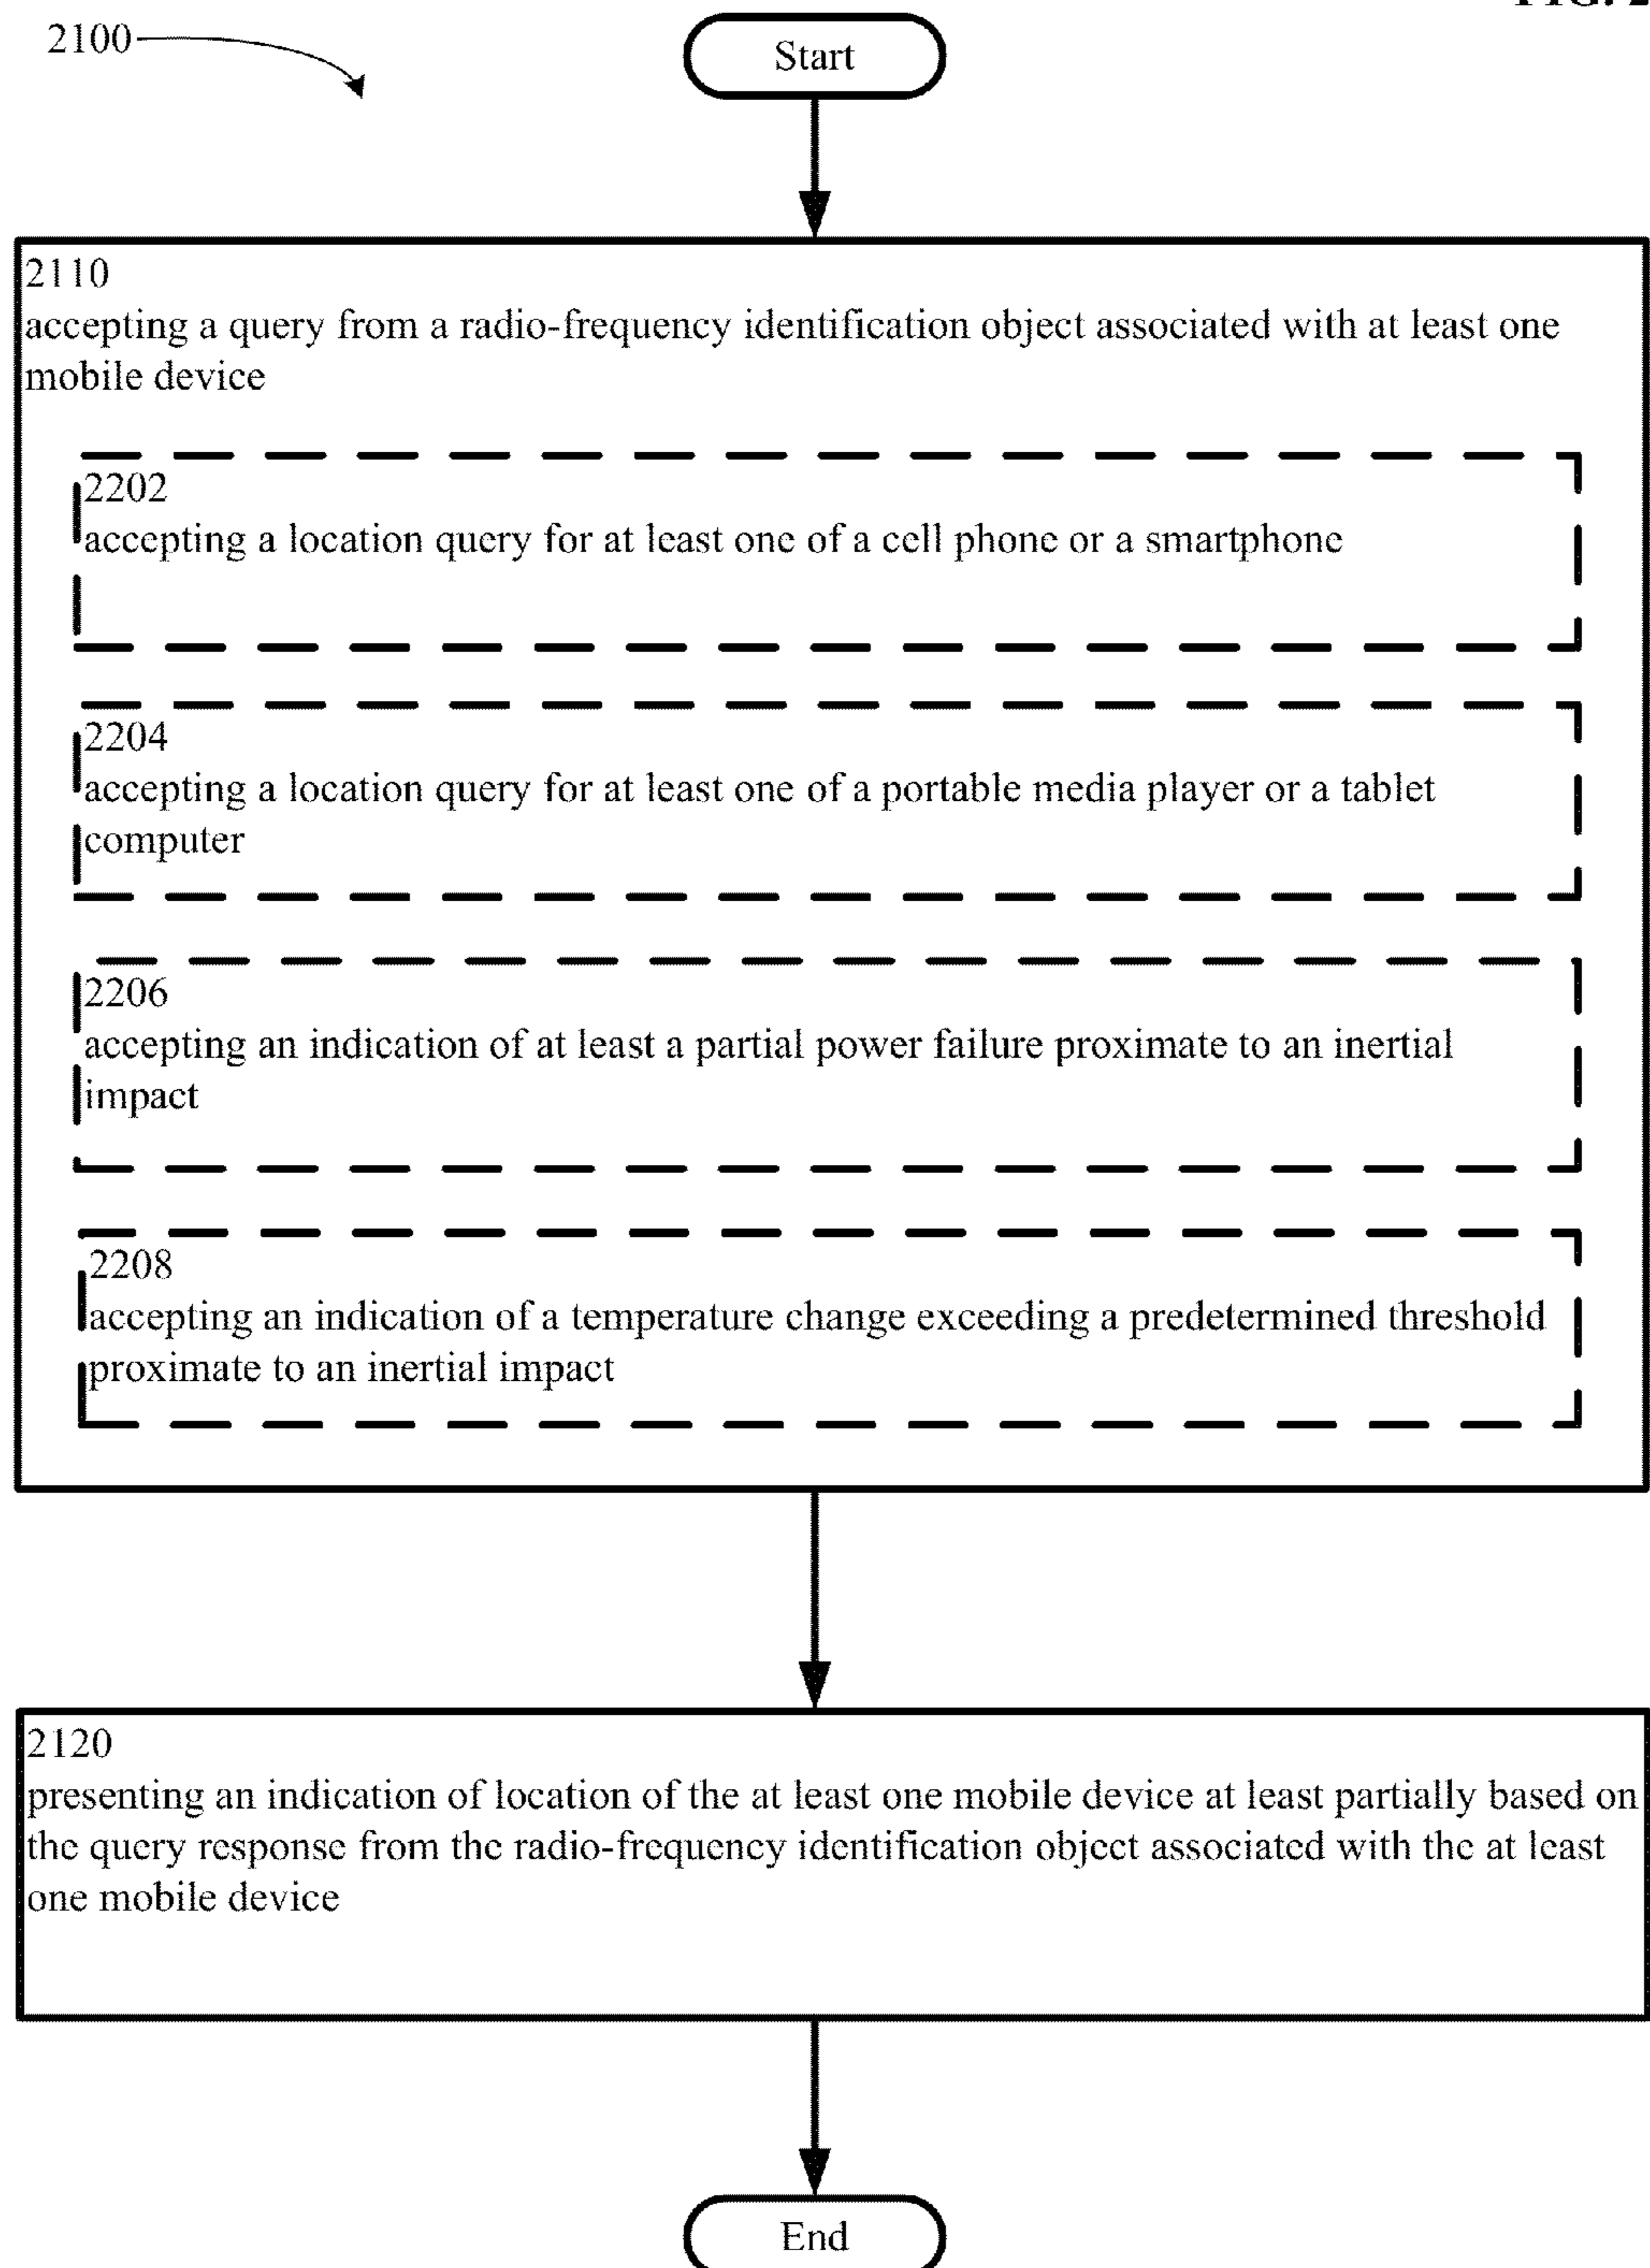 FIG. 2
2100
Start
2110
accepting a query from a radio-frequency identification object associated with at least one
mobile device
2202
accepting a location query for at least one of a cell phone or a smartphone
2204
accepting a location query for at least one of a portable media player or a tablet
computer
2206
accepting an indication of at least a partial power failure proximate to an inertial
impact
2208
accepting an indication of a temperature change exceeding a predetermined threshold
proximate to an inertial impact
2120
presenting an indication of location of the at least one mobile device at least partially based on
the query response from the radio-frequency identification object associated with the at least
one mobile device
End